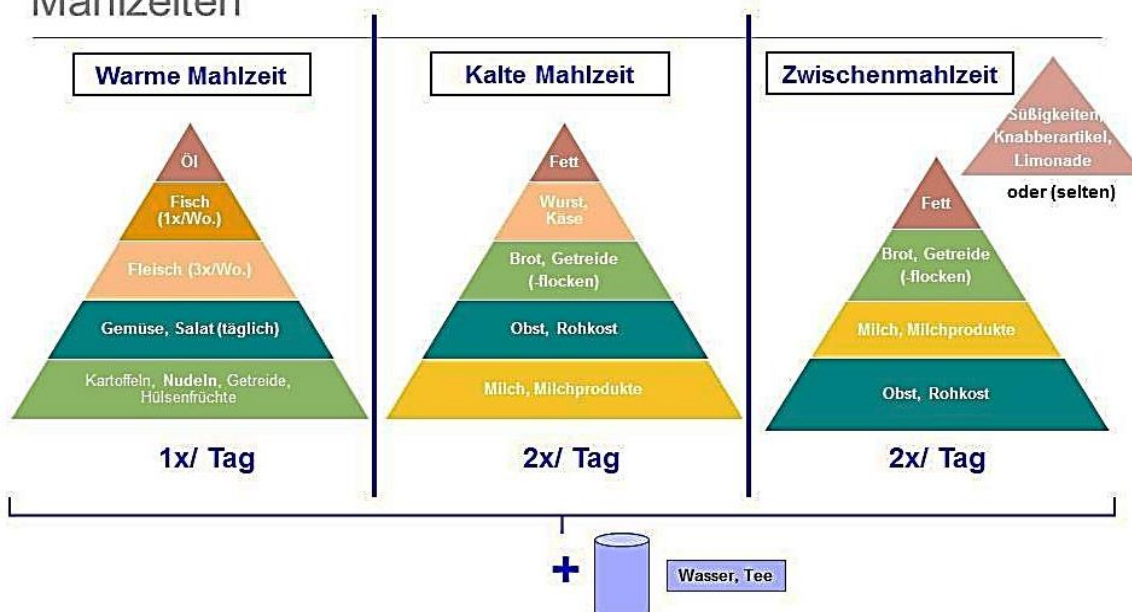 Mahlzeiten
Warme Mahlzeit
Öl
Fisch
(1x/Wo.)
Fleisch (3x/Wo.)
Gemüse, Salat (täglich)
Kartoffeln, Nudeln, Getreide,
Hülsenfrüchte
1x/ Tag
Kalte Mahlzeit
Fett
Wurst,
Käse
Brot, Getreide
(-flocken)
Obst, Rohkost
Milch, Milchprodukte
2x/ Tag
Zwischenmahlzeit
Süßigkeiten,
Knabberartikel,
Limonade
oder (selten)
Fett
Brot, Getreide
(-flocken)
Milch, Milchprodukte
Obst, Rohkost
2x/ Tag
+
Wasser, Tee